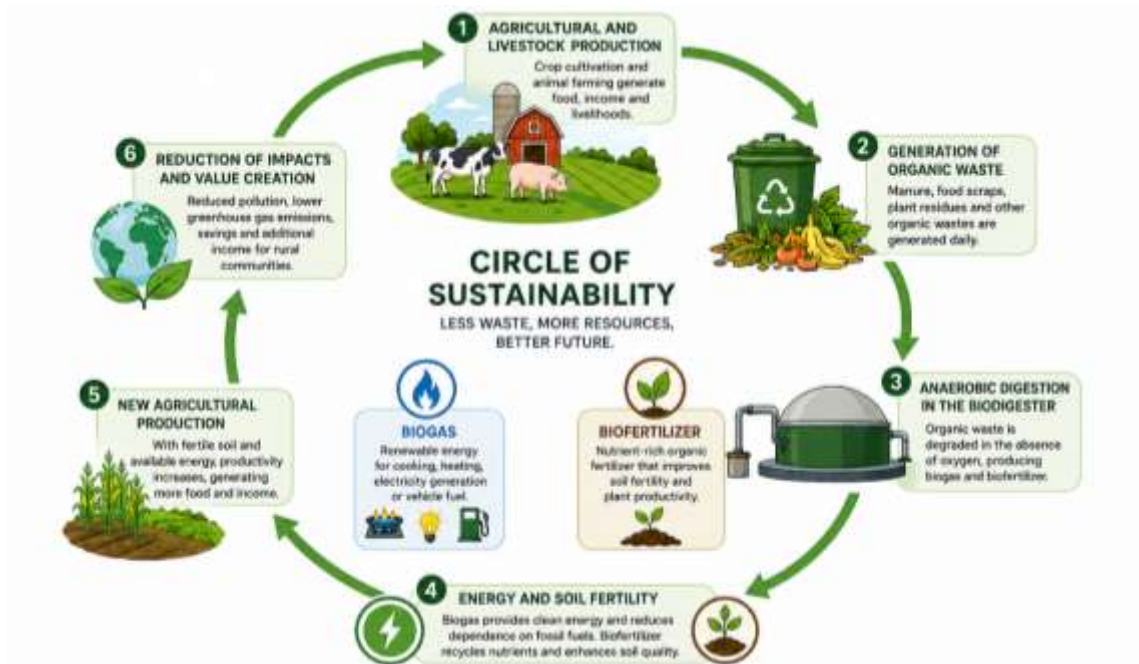 1
AGRICULTURAL AND
LIVESTOCK PRODUCTION
Crop cultivation and
animal farming generate
food, income and
livelihoods.
2
GENERATION OF
ORGANIC WASTE
Manure, food scraps,
plant residues and other
organic wastes are
generated daily.
3
ANAEROBIC DIGESTION
IN THE BIODIGESTER
Organic waste is
degraded in the absence
of oxygen, producing
biogas and biofertilizer.
4
ENERGY AND SOIL FERTILITY
Biogas provides clean energy and reduces
dependence on fossil fuels. Biofertilizer
recycles nutrients and enhances soil quality.
5
NEW AGRICULTURAL
PRODUCTION
With fertile soil and
available energy, productivity
increases, generating
more food and income.
6
REDUCTION OF IMPACTS
AND VALUE CREATION
Reduced pollution, lower
greenhouse gas emissions,
savings and additional
income for rural
communities.
CIRCLE OF
SUSTAINABILITY
LESS WASTE, MORE RESOURCES,
BETTER FUTURE.
BIOGAS
Renewable energy
for cooking, heating,
electricity generation
or vehicle fuel.
BIOFERTILIZER
Nutrient-rich organic
fertilizer that improves
soil fertility and
plant productivity.